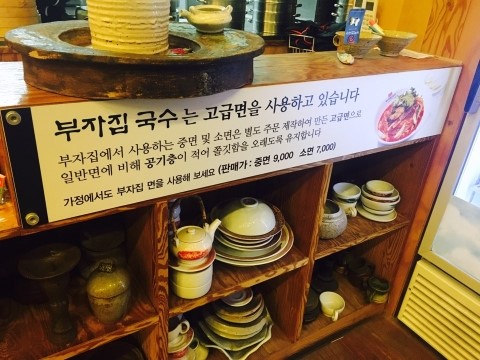 부자집 국수는 고급면을 사용하고 있습니다
부자집에서 사용하는 중면 및 소면은 별도 주문 제작하여 만든 고급면으로
일반면에 비해 공기층이 적어 쫄깃함을 오래도록 유지합니다
가정에서도 부자집 면을 사용해 보세요 (판매가 : 중면 9,000 소면 7,000)